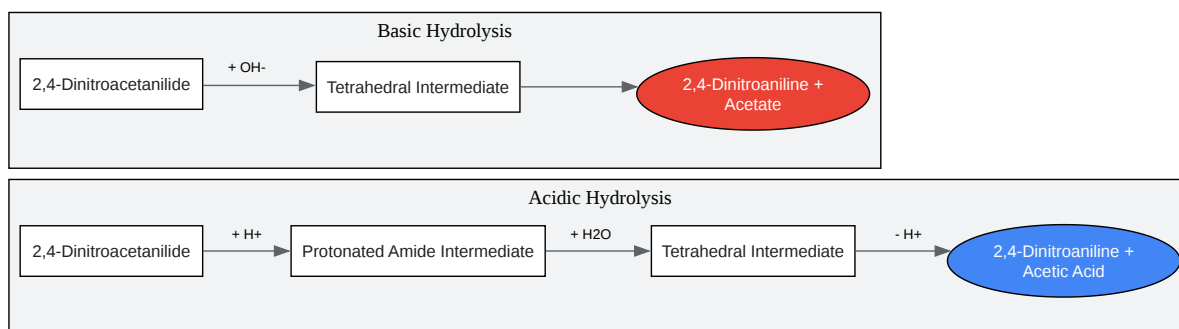 Basic Hydrolysis
2,4-Dinitroacetanilide
+ OH-
Tetrahedral Intermediate
2,4-Dinitroaniline +
Acetate
Acidic Hydrolysis
2,4-Dinitroacetanilide
+ H+
Protonated Amide Intermediate
+ H2O
Tetrahedral Intermediate
- H+
2,4-Dinitroaniline +
Acetic Acid